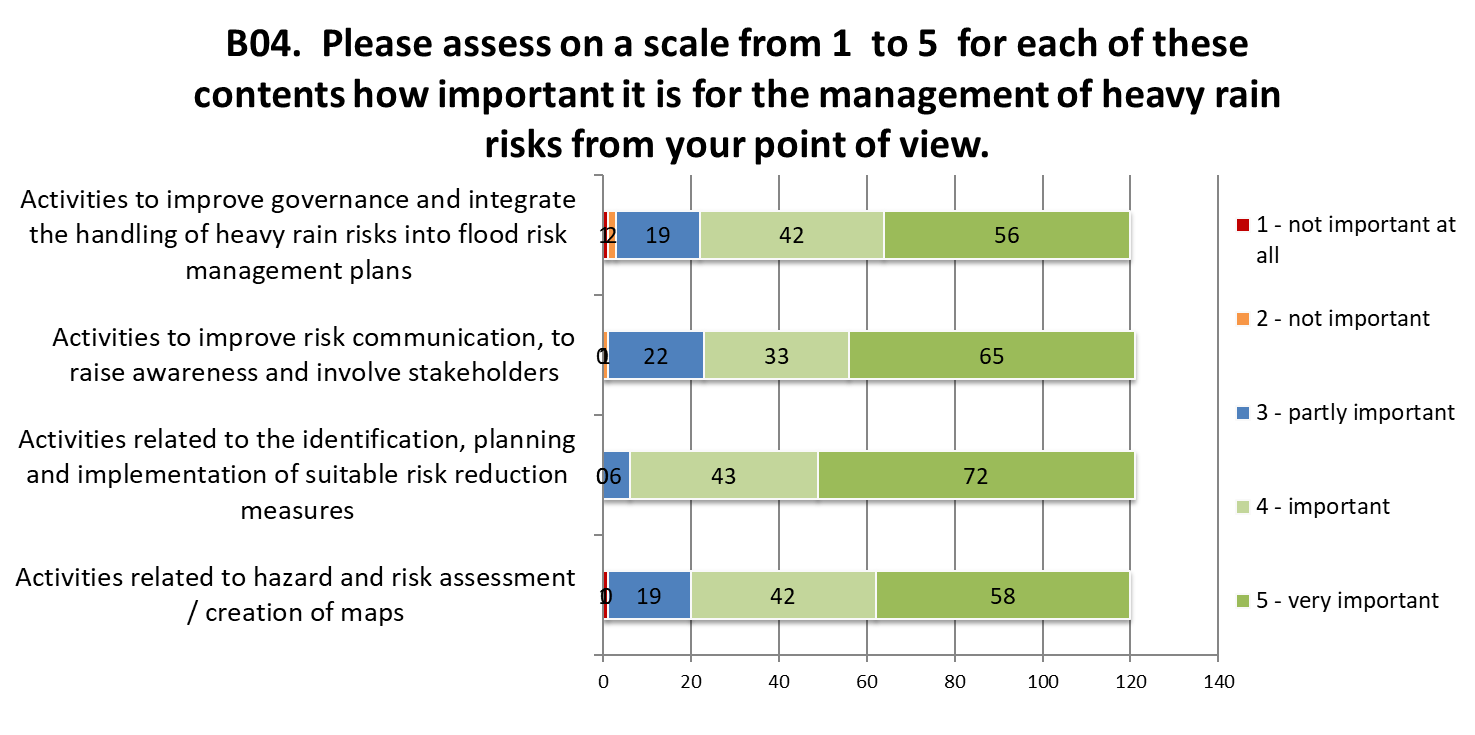 B04. Please assess on a scale from 1 to 5 for each of these
contents how important it is for the management of heavy rain
risks from your point of view.
Activities to improve governance and integrate
the handling of heavy rain risks into flood risk
management plans
1 2 19 42 56
Activities to improve risk communication, to
raise awareness and involve stakeholders
0 1 22 33 65
Activities related to the identification, planning
and implementation of suitable risk reduction
measures
0 6 43 72
Activities related to hazard and risk assessment
/ creation of maps
1 0 19 42 58
0 20 40 60 80 100 120 140
1 - not important at
all
2 - not important
3 - partly important
4 - important
5 - very important